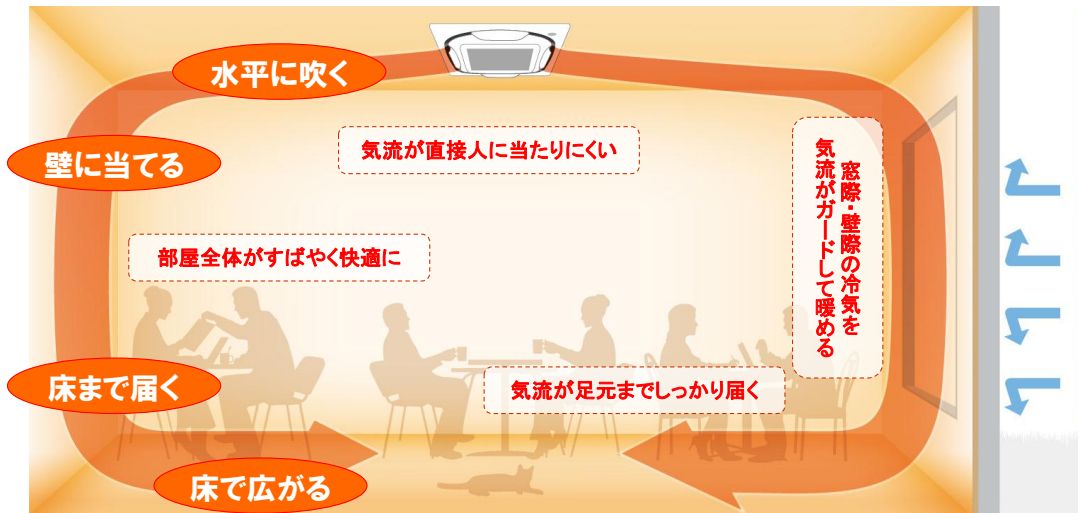 水平に吹く
壁に当てる
気流が直接人に当たりにくい
窓際・壁際の冷気を
気流がガードして暖める
部屋全体がすばやく快適に
床まで届く
気流が足元までしっかり届く
床で広がる